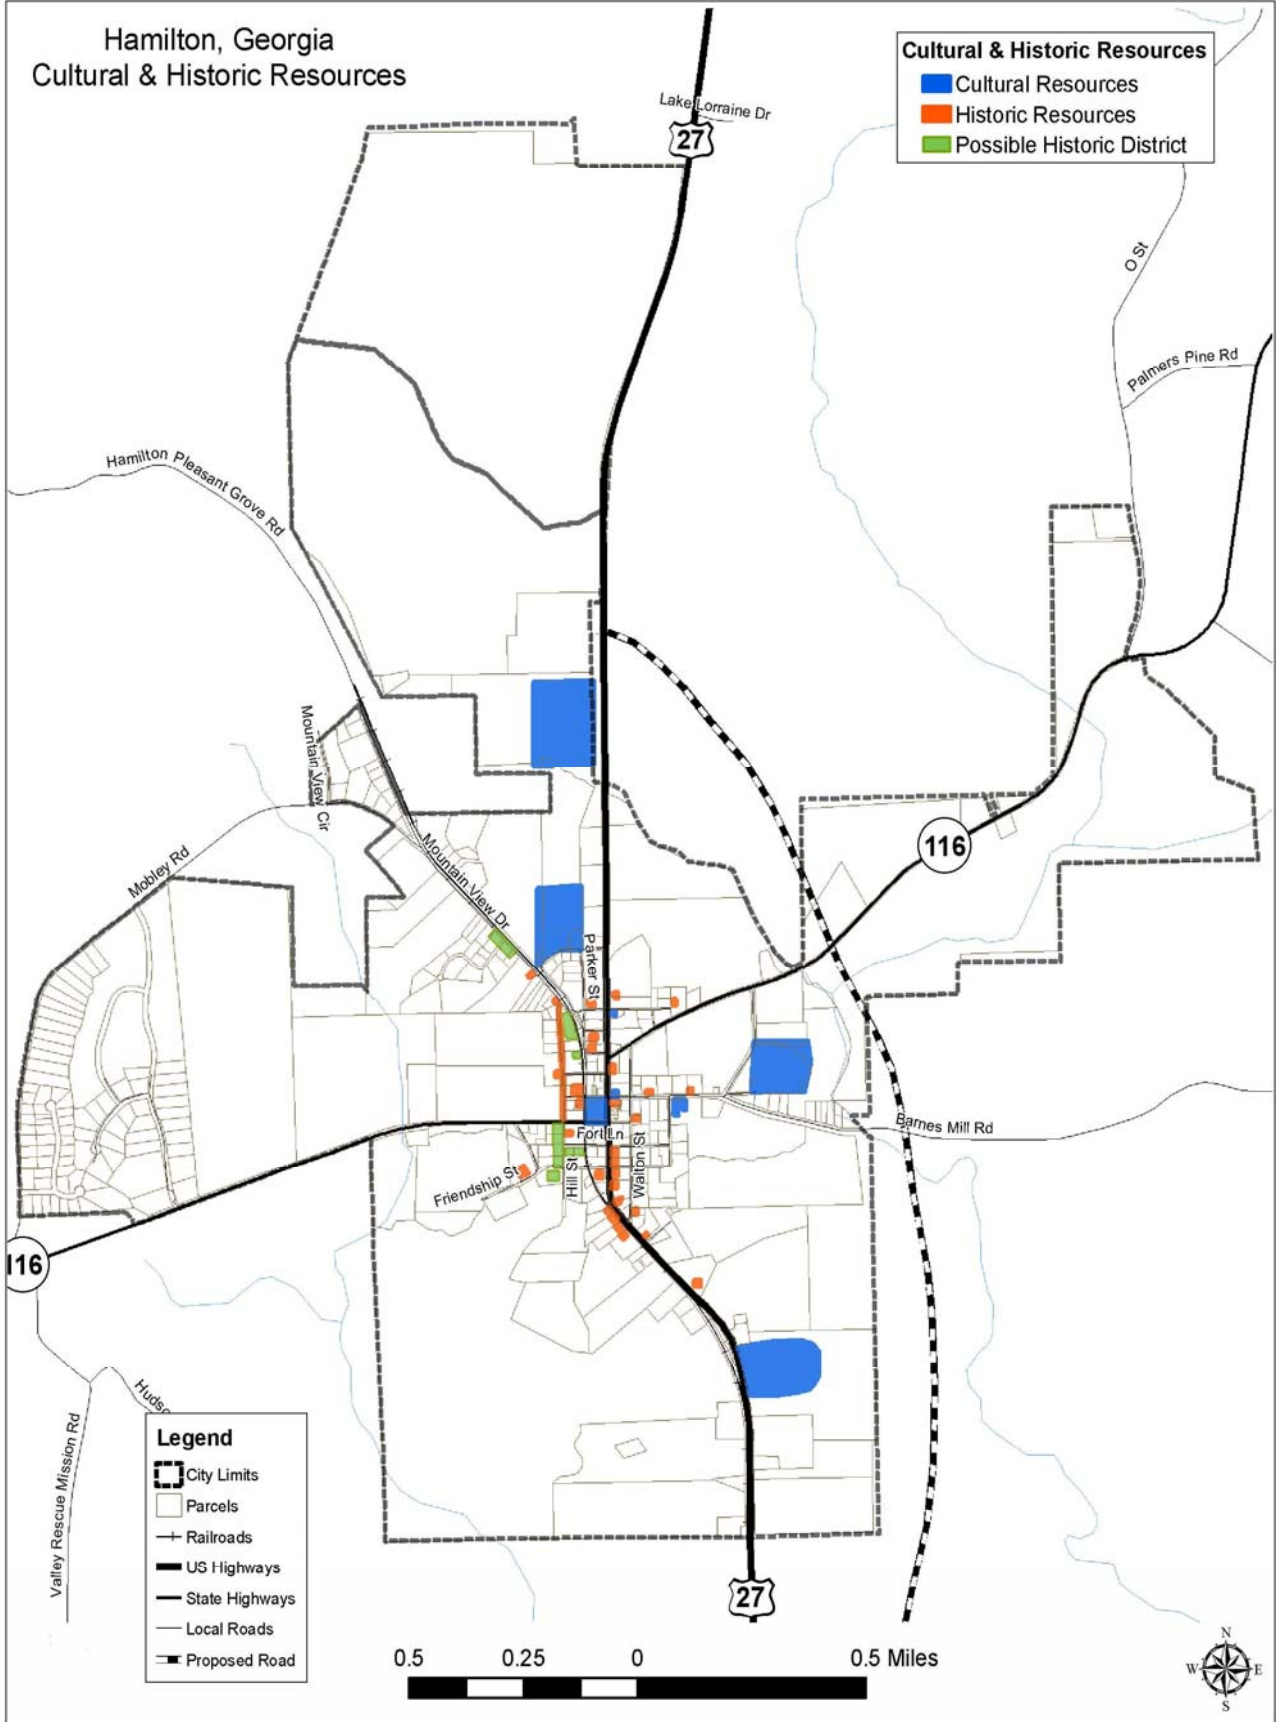 Hamilton, Georgia
Cultural & Historic Resources
Cultural & Historic Resources
Cultural Resources
Historic Resources
Possible Historic District
Lake Lorraine Dr
27
O St
Palmers Pine Rd
Hamilton Pleasant Grove Rd
Mountain View Cir
Mobley Rd
Mountain View Dr
116
Parker St
Barnes Mill Rd
Fort Ln
Walton St
Hill St
Friendship St
116
Hudso
Valley Rescue Mission Rd
Legend
City Limits
Parcels
Railroads
US Highways
State Highways
Local Roads
Proposed Road
27
0.5 0.25 0 0.5 Miles
N
W E
S